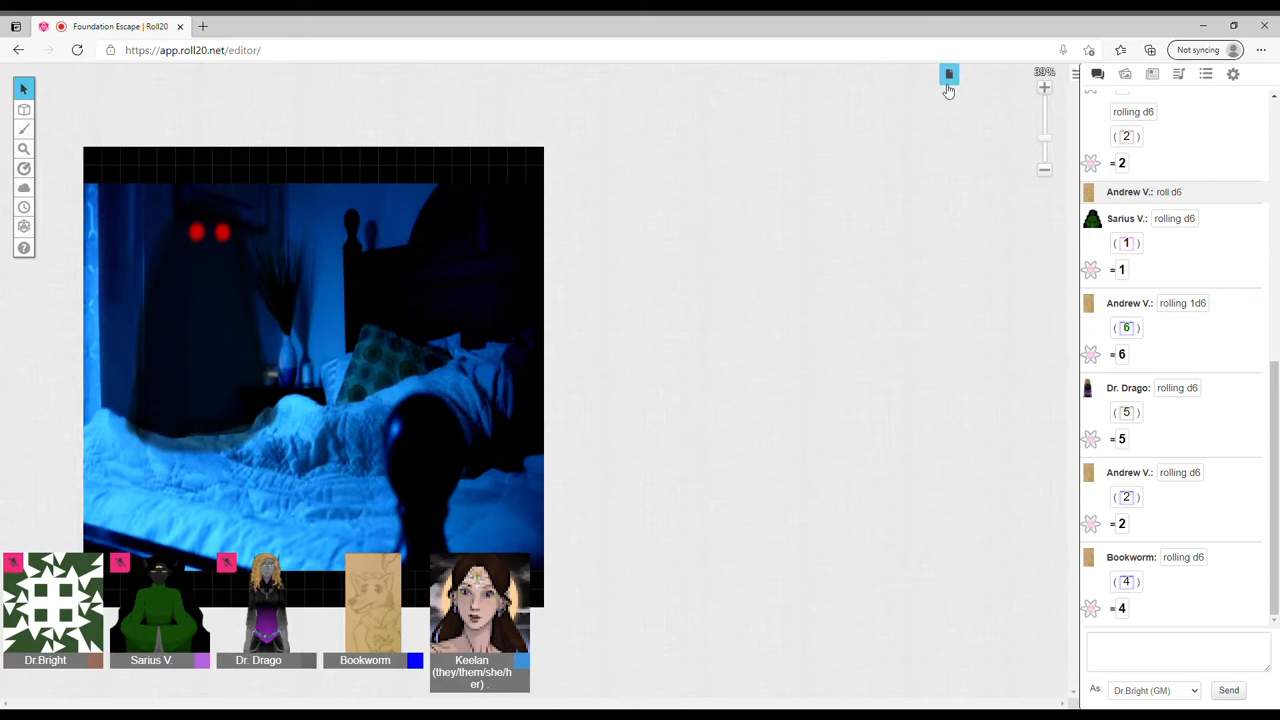 Foundation Escape | Roll20
https://app.roll20.net/editor/
Not syncing
39%
rolling d6
( 2 )
= 2
Andrew V.: roll d6
Sarius V.: rolling d6
( 1 )
= 1
Andrew V.: rolling 1d6
( 6 )
= 6
Dr. Drago: rolling d6
( 5 )
= 5
Andrew V.: rolling d6
( 2 )
= 2
Bookworm: rolling d6
( 4 )
= 4
Dr.Bright
Sarius V.
Dr. Drago
Bookworm
Keelan
(they/them/she/h
er) .
As:
Dr.Bright (GM)
Send